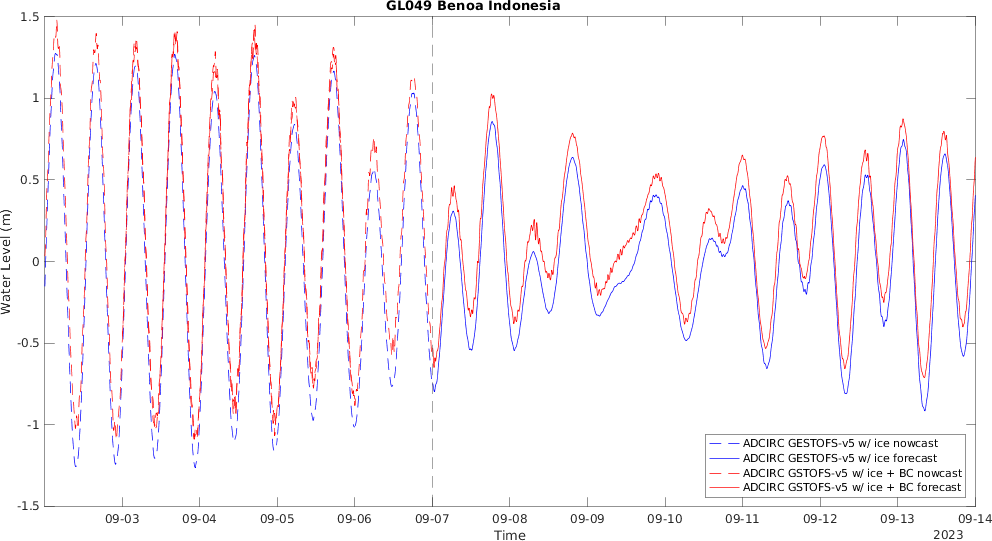 GL049 Benoa Indonesia
1.5
1
0.5
0
-0.5
-1
-1.5
Water Level (m)
09-03 09-04 09-05 09-06 09-07 09-08 09-09 09-10 09-11 09-12 09-13 09-14
Time
2023
ADCIRC GESTOFS-v5 w/ ice nowcast
ADCIRC GESTOFS-v5 w/ ice forecast
ADCIRC GSTOFS-v5 w/ ice + BC nowcast
ADCIRC GSTOFS-v5 w/ ice + BC forecast